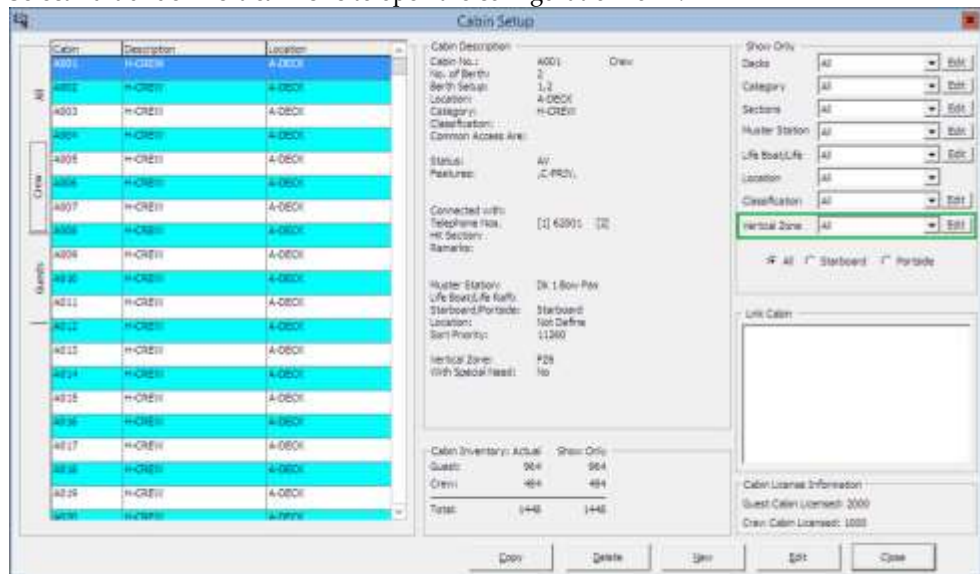 Cabin Setup
All
Crew
Guests
Cabin Description Location
A001 H-CREW A-DECK
A002 H-CREW A-DECK
A003 H-CREW A-DECK
A004 H-CREW A-DECK
A005 H-CREW A-DECK
A006 H-CREW A-DECK
A007 H-CREW A-DECK
A008 H-CREW A-DECK
A009 H-CREW A-DECK
A010 H-CREW A-DECK
A011 H-CREW A-DECK
A012 H-CREW A-DECK
A013 H-CREW A-DECK
A014 H-CREW A-DECK
A015 H-CREW A-DECK
A016 H-CREW A-DECK
A017 H-CREW A-DECK
A018 H-CREW A-DECK
A019 H-CREW A-DECK
A020 H-CREW A-DECK
Cabin Description
Cabin No.: A001 Crew
No. of Berth: 2
Berth Setup: 1,2
Location: A-DECK
Category: H-CREW
Classification:
Common Access Are:
Status: AV
Features:
Connected with:
Telephone Nos. [1] 62001 [2]
HK Section:
Remarks:
Muster Station:
Life Boat/Life Raft:
Starboard/Portside: Starboard
Location: Not Define
Sort Priority: 11260
Vertical Zone:
With Special Need: No
Cabin Inventory: Actual Show Only
Guest: 964 964
Crew: 484 484
Total: 1448 1448
Show Only
Decks All Edit
Category All Edit
Sections All Edit
Muster Station All Edit
Life Boat/Life All Edit
Location All
Classification All Edit
Vertical Zone All Edit
All Starboard Portside
Link Cabin
Cabin License Information
Guest Cabin Licensed: 2000
Crew Cabin Licensed: 1000
Copy Delete New Edit Close